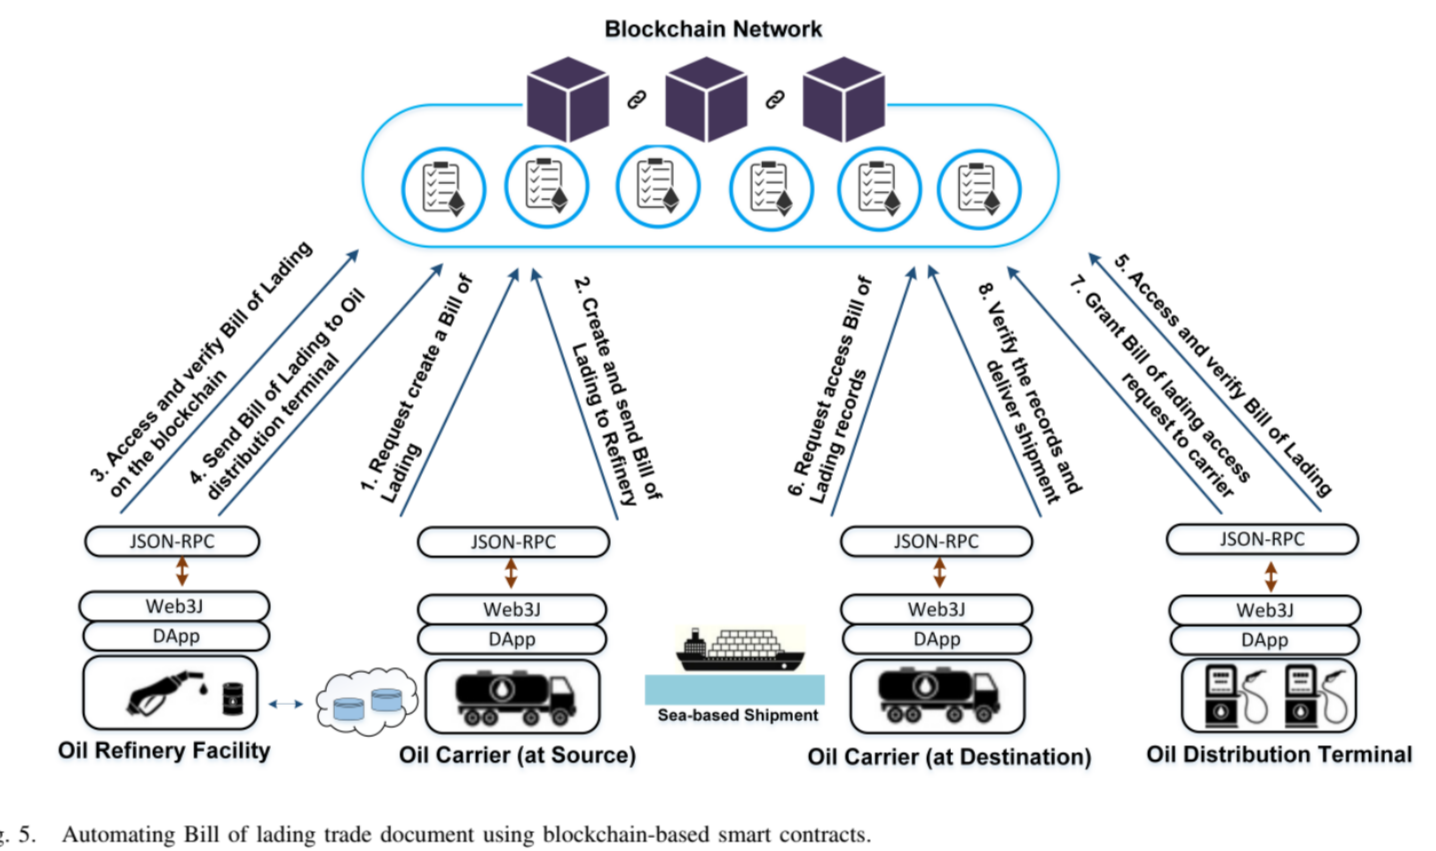 Blockchain Network
3. Access and verify Bill of Lading
on the blockchain
4. Send Bill of Lading to Oil
distribution terminal
1. Request create a Bill of
Lading
2. Create and send Bill of
Lading to Refinery
6. Request access Bill of
Lading records
8. Verify the records and
deliver shipment
7. Grant Bill of lading access
request to carrier
5. Access and verify Bill of Lading
JSON-RPC
Web3J
DApp
Oil Refinery Facility
JSON-RPC
Web3J
DApp
Oil Carrier (at Source)
Sea-based Shipment
JSON-RPC
Web3J
DApp
Oil Carrier (at Destination)
JSON-RPC
Web3J
DApp
Oil Distribution Terminal
g. 5. Automating Bill of lading trade document using blockchain-based smart contracts.